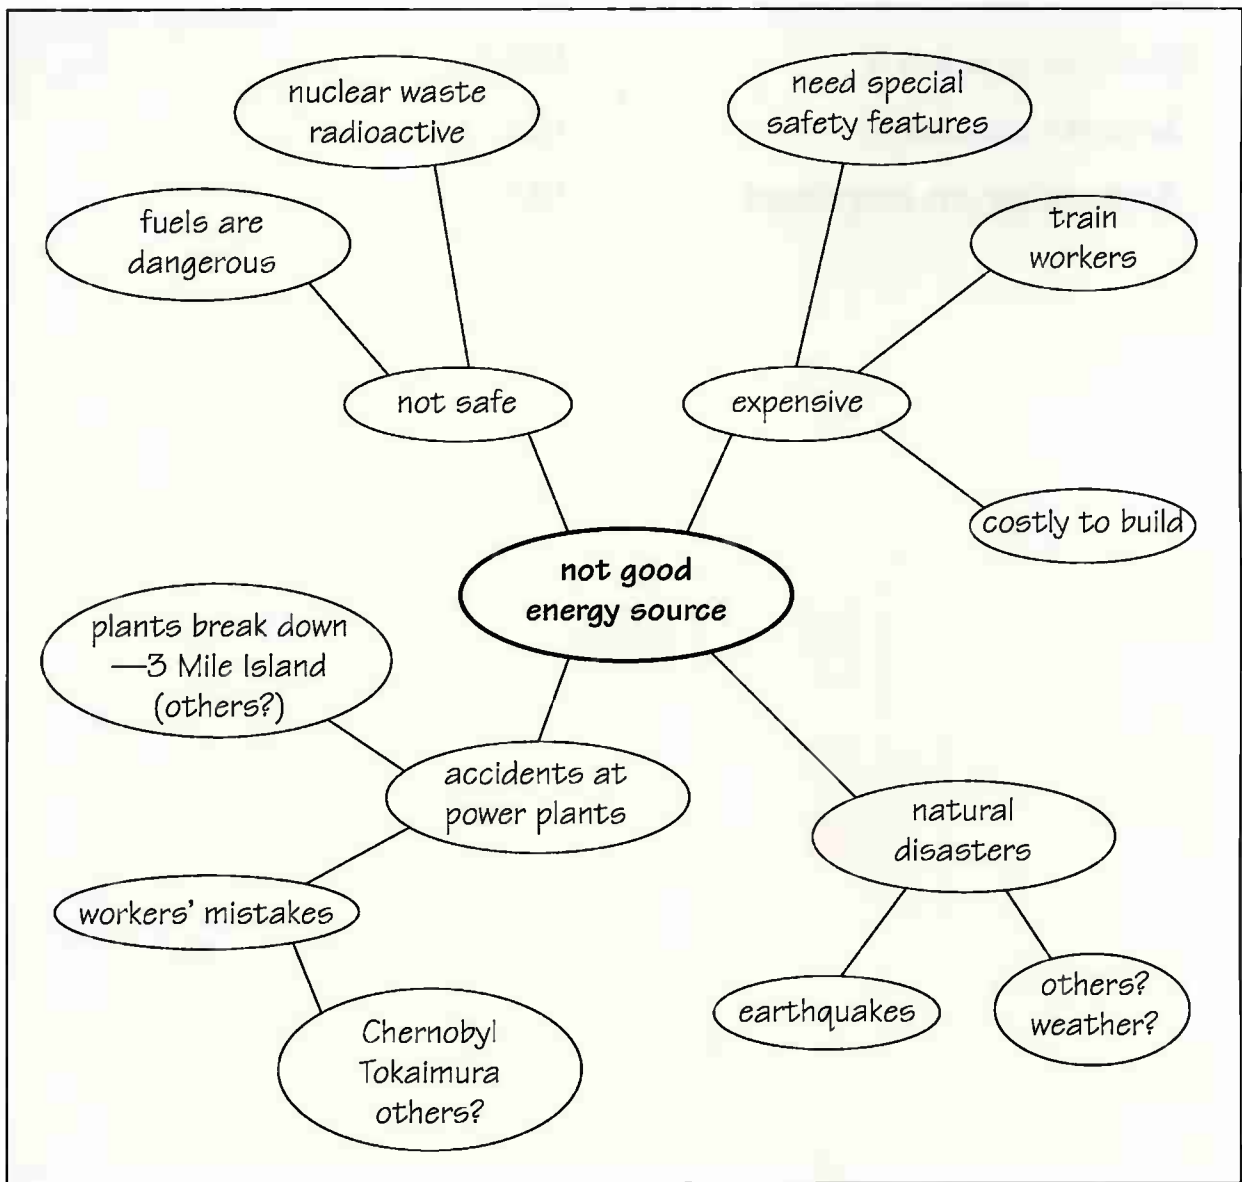 nuclear waste
radioactive
need special
safety features
fuels are
dangerous
train
workers
not safe
expensive
costly to build
not good
energy source
plants break down
—3 Mile Island
(others?)
accidents at
power plants
natural
disasters
workers' mistakes
earthquakes
others?
weather?
Chernobyl
Tokaimura
others?